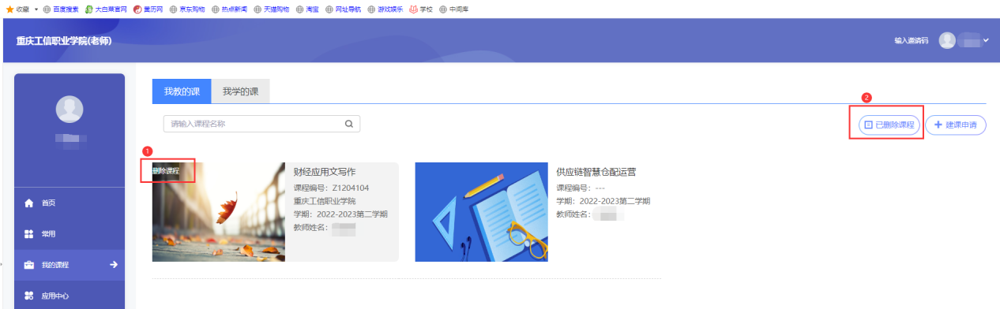 收藏 百度搜索 大白菜官网 黄历网 京东购物 热点新闻 天猫购物 淘宝 网址导航 游戏娱乐 学校 中间库
重庆工信职业学院(老师) 输入邀请码
我教的课 我学的课
2
请输入课程名称 已删除课程 建课申请
1
删除课程
财经应用文写作
课程编号：Z1204104
重庆工信职业学院
学期：2022-2023第二学期
教师姓名：
供应链智慧仓配运营
课程编号：---
学期：2022-2023第二学期
教师姓名：
首页
常用
我的课程
应用中心